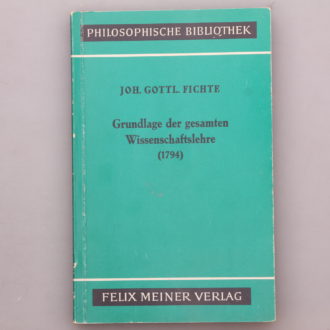 PHILOSOPHISCHE BIBLIOTHEK
JOH. GOTTL. FICHTE
Grundlage der gesamten
Wissenschaftslehre
(1794)
FELIX MEINER VERLAG